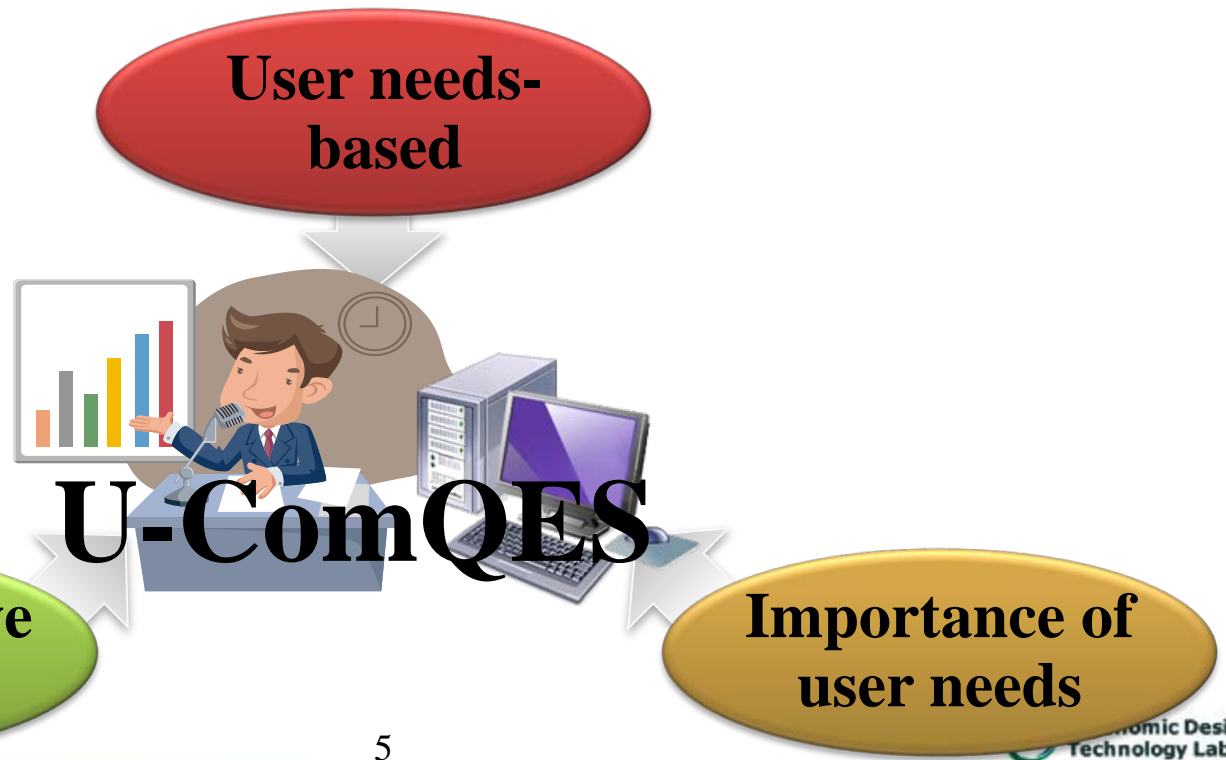 User needs-
based
U-ComQES
Importance of
user needs
5
Technology Lab